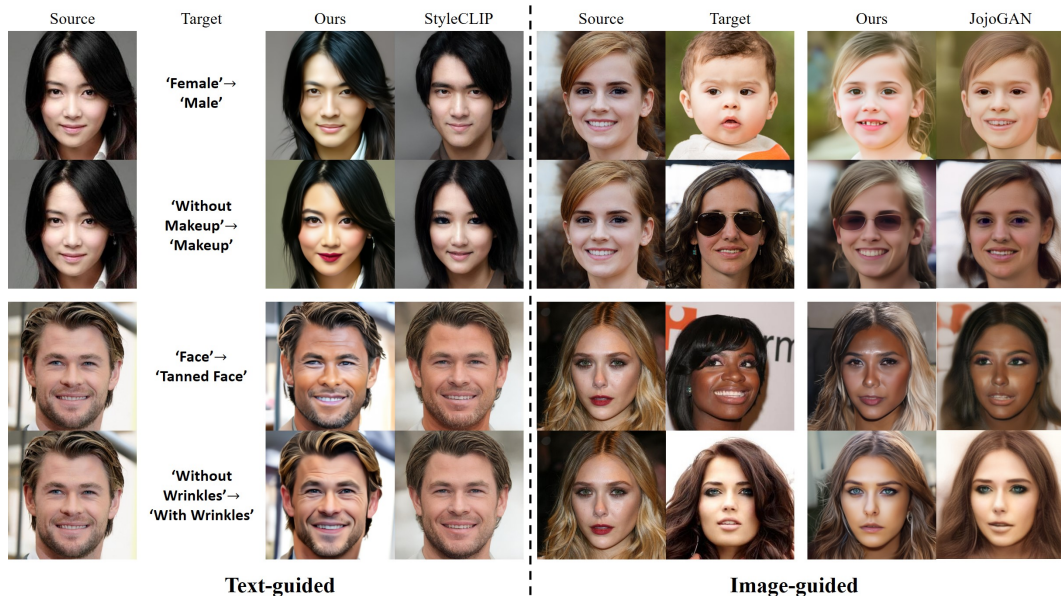 Source
Target
Ours
StyleCLIP
Source
Target
Ours
JojoGAN
‘Female’→
‘Male’
‘Without
Makeup’→
‘Makeup’
‘Face’→
‘Tanned Face’
‘Without
Wrinkles’→
‘With Wrinkles’
Text-guided
Image-guided